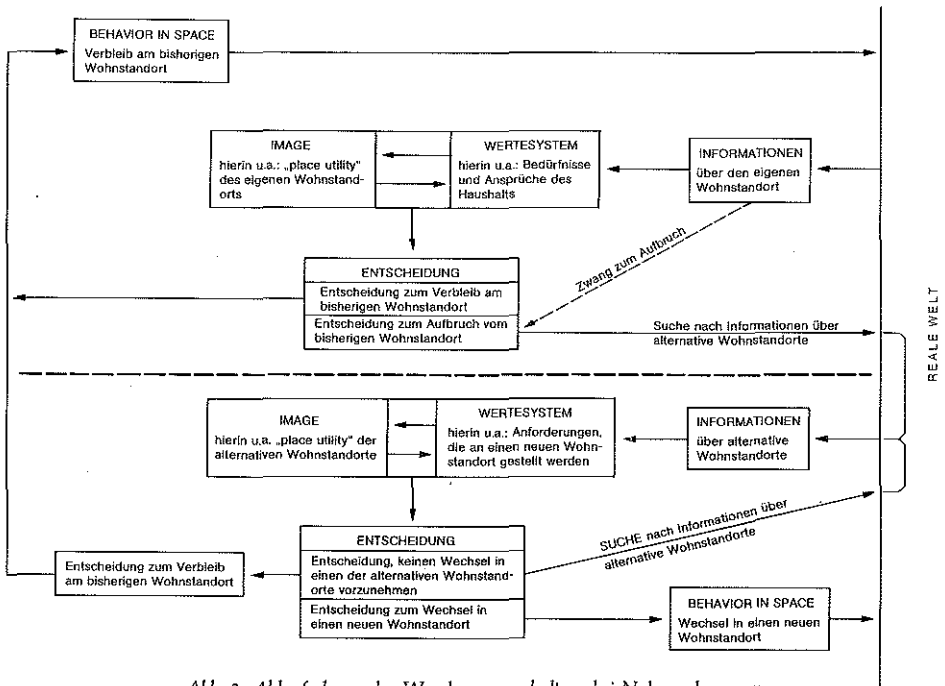 BEHAVIOR IN SPACE
Verbleib am bisherigen
Wohnstandort
IMAGE
hierin u.a.: „place utility"
des eigenen Wohnstand-
orts
WERTESYSTEM
hierin u.a.: Bedürfnisse
und Ansprüche des
Haushalts
INFORMATIONEN
über den eigenen
Wohnstandort
Zwang zum Aufbruch
ENTSCHEIDUNG
Entscheidung zum Verbleib am
bisherigen Wohnstandort
Entscheidung zum Aufbruch vom
bisherigen Wohnstandort
Suche nach Informationen über
alternative Wohnstandorte
REALE WELT
IMAGE
hierin u.a. „place utility" der
alternativen Wohnstandorte
WERTESYSTEM
hierin u.a.: Anforderungen,
die an einen neuen Wohn-
standort gestellt werden
INFORMATIONEN
über alternative
Wohnstandorte
ENTSCHEIDUNG
Entscheidung, keinen Wechsel in
einen der alternativen Wohnstand-
orte vorzunehmen
Entscheidung zum Wechsel in
einen neuen Wohnstandort
SUCHE nach Informationen über
alternative Wohnstandorte
Entscheidung zum Verbleib
am bisherigen Wohnstandort
BEHAVIOR IN SPACE
Wechsel in einen neuen
Wohnstandort